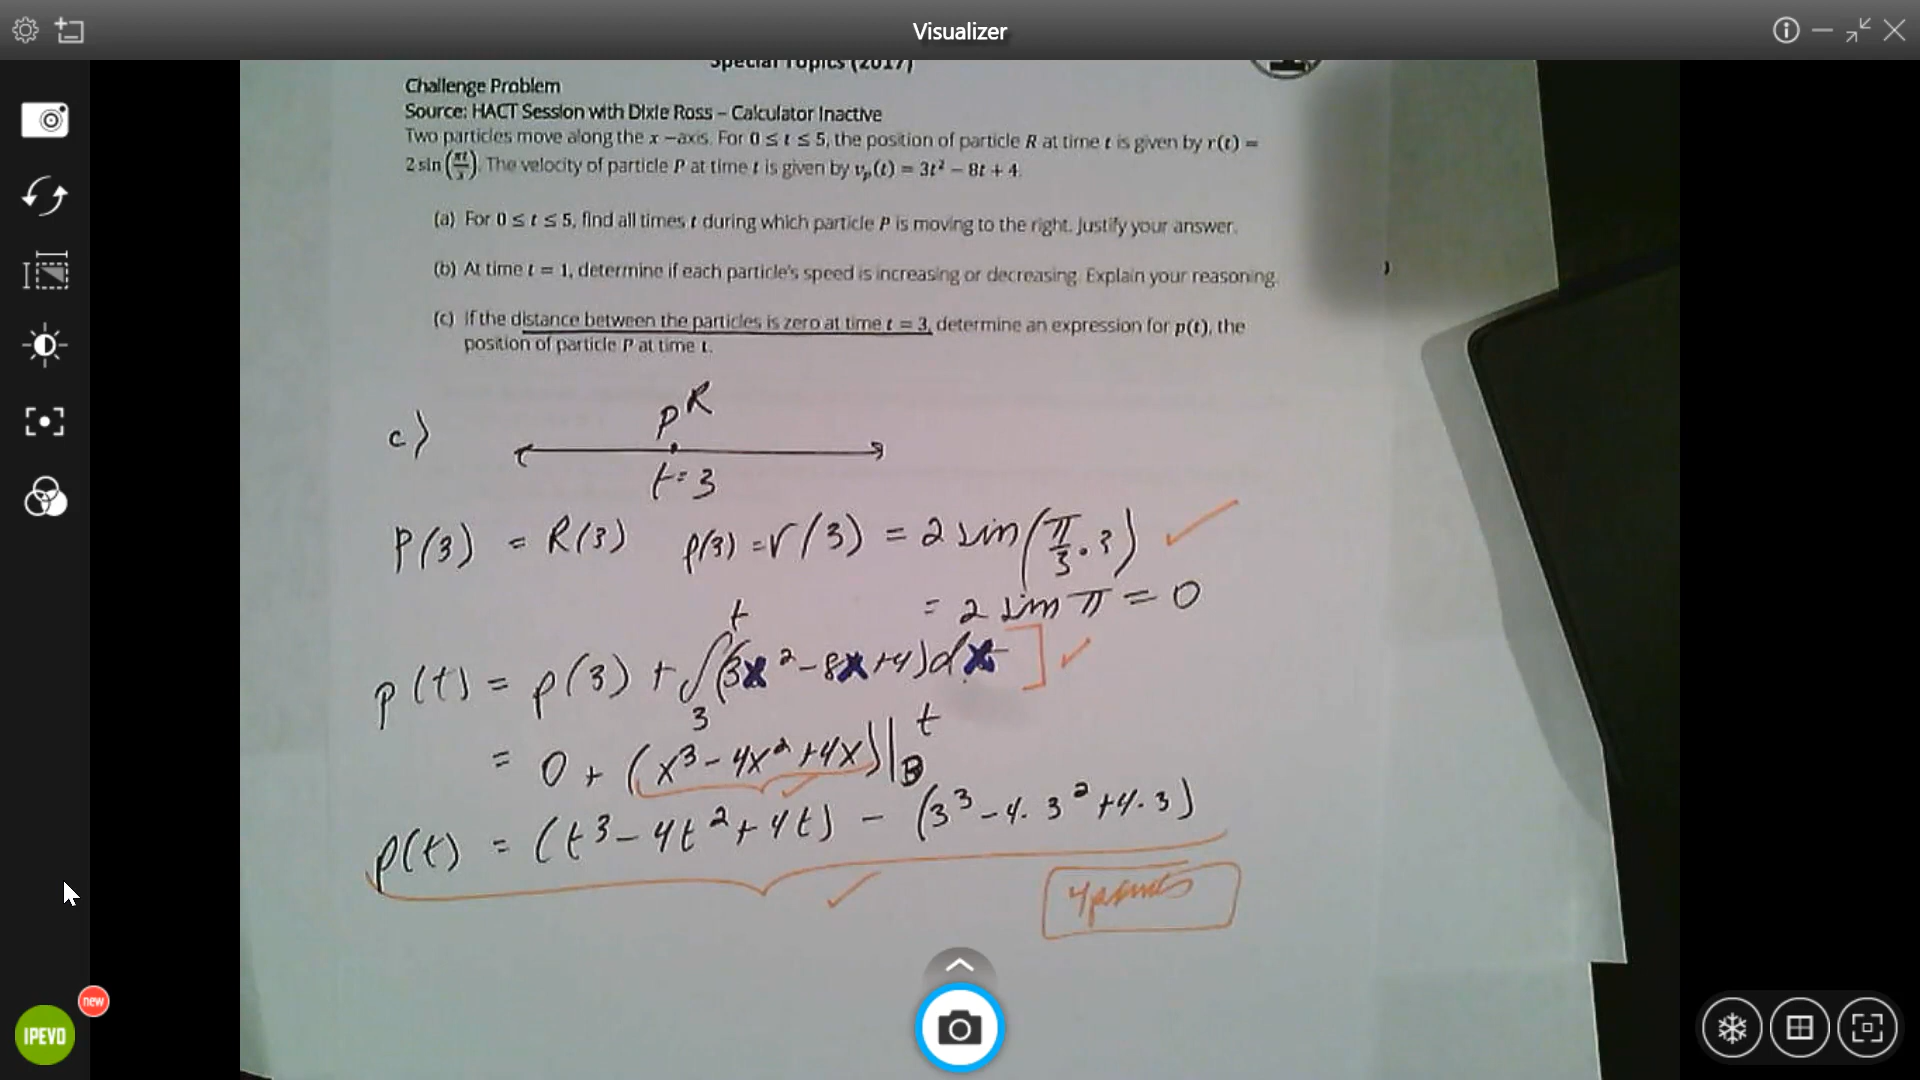 Visualizer
Special Topics (2017)
Challenge Problem
Source: HACT Session with Dixie Ross – Calculator Inactive
Two particles move along the x −axis. For 0 ≤ t ≤ 5, the position of particle R at time t is given by r(t) =
2 sin(πt/3). The velocity of particle P at time t is given by vₚ(t) = 3t² − 8t + 4.
(a) For 0 ≤ t ≤ 5, find all times t during which particle P is moving to the right. Justify your answer.
(b) At time t = 1, determine if each particle's speed is increasing or decreasing. Explain your reasoning.
(c) If the distance between the particles is zero at time t = 3, determine an expression for p(t), the
position of particle P at time t.
c)
P R
t=3
P(3) = R(3) p(3) = r(3) = 2 sin(π/3 · 3)
= 2 sin π = 0
p(t) = p(3) + ∫₃ᵗ (3x² − 8x + 4) dx
= 0 + (x³ − 4x² + 4x)|₃ᵗ
p(t) = (t³ − 4t² + 4t) − (3³ − 4·3² + 4·3)
4 points
new
IPEVO